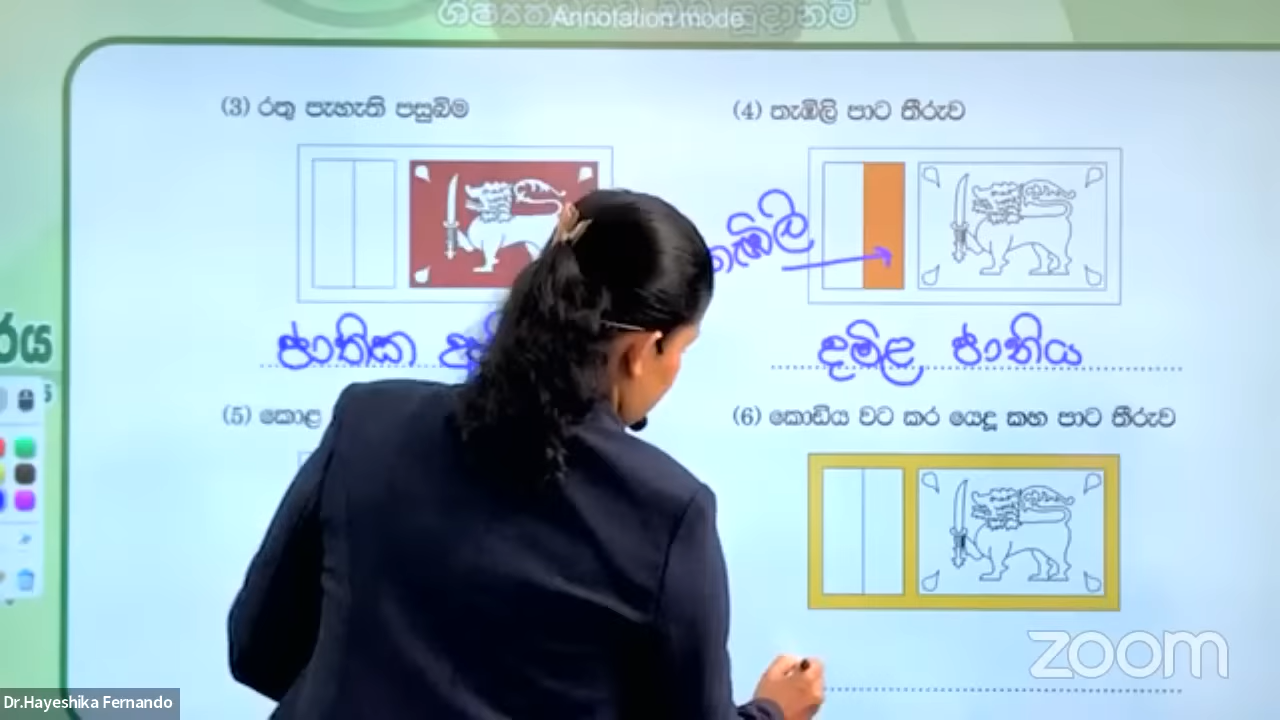 Annotation mode
(3) රතු පැහැති පසුබිම
(4) තැඹිලි පාට තීරුව
තැඹිලි
ජාතික
දමිළ ජාතිය
(5) කොළ
(6) කොඩිය වට කර යෙදූ කහ පාට තීරුව
zoom
Dr.Hayeshika Fernando